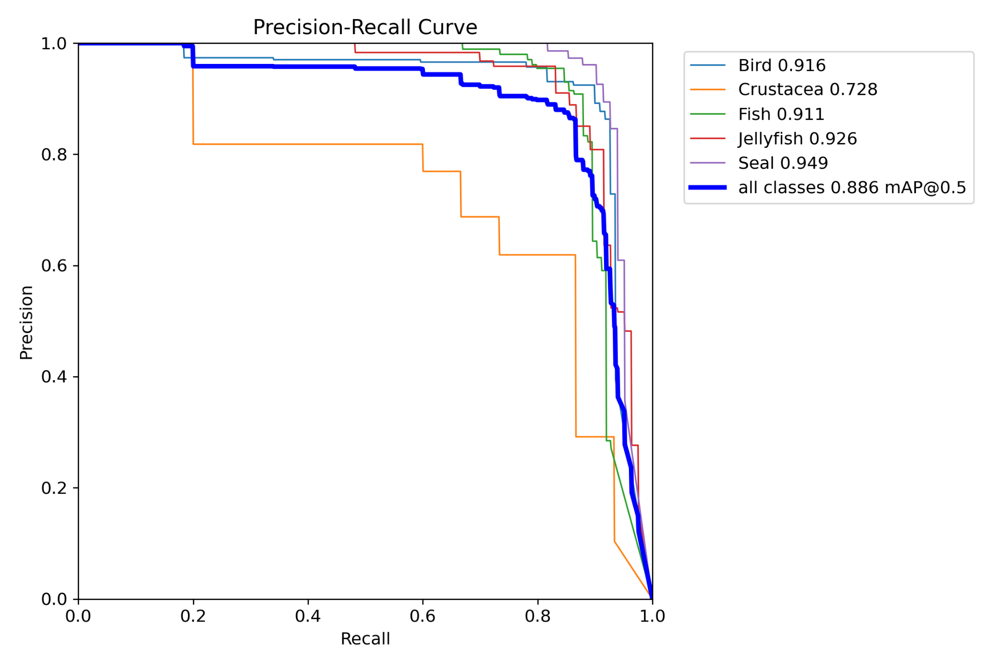 Precision-Recall Curve
1.0
0.8
0.6
0.4
0.2
0.0
Precision
0.0 0.2 0.4 0.6 0.8 1.0
Recall
Bird 0.916
Crustacea 0.728
Fish 0.911
Jellyfish 0.926
Seal 0.949
all classes 0.886 mAP@0.5